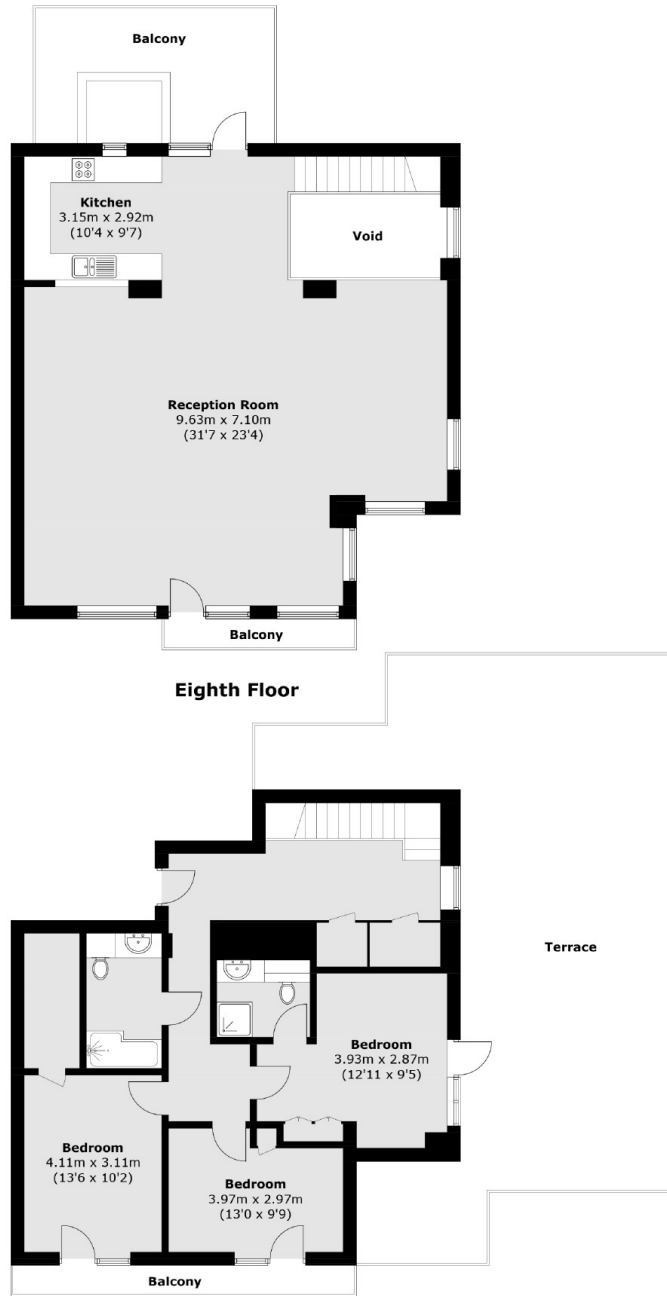 Balcony
Kitchen
3.15m x 2.92m
(10'4 x 9'7)
Void
Reception Room
9.63m x 7.10m
(31'7 x 23'4)
Balcony
Eighth Floor
Terrace
Bedroom
3.93m x 2.87m
(12'11 x 9'5)
Bedroom
4.11m x 3.11m
(13'6 x 10'2)
Bedroom
3.97m x 2.97m
(13'0 x 9'9)
Balcony